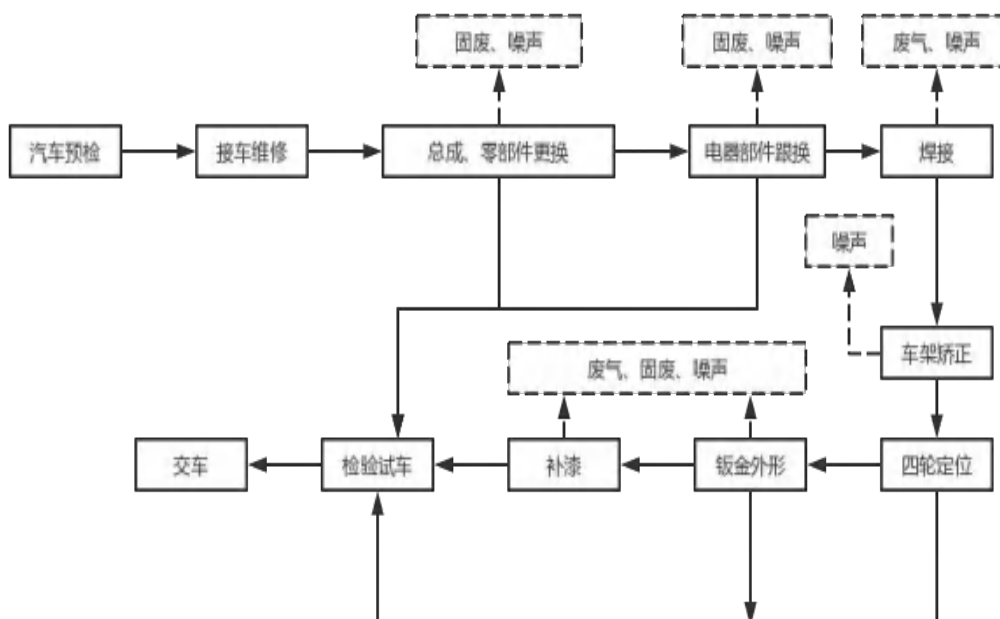 固废、噪声
固废、噪声
废气、噪声
汽车预检
接车维修
总成、零部件更换
电器部件跟换
焊接
噪声
车架矫正
废气、固废、噪声
交车
检验试车
补漆
钣金外形
四轮定位